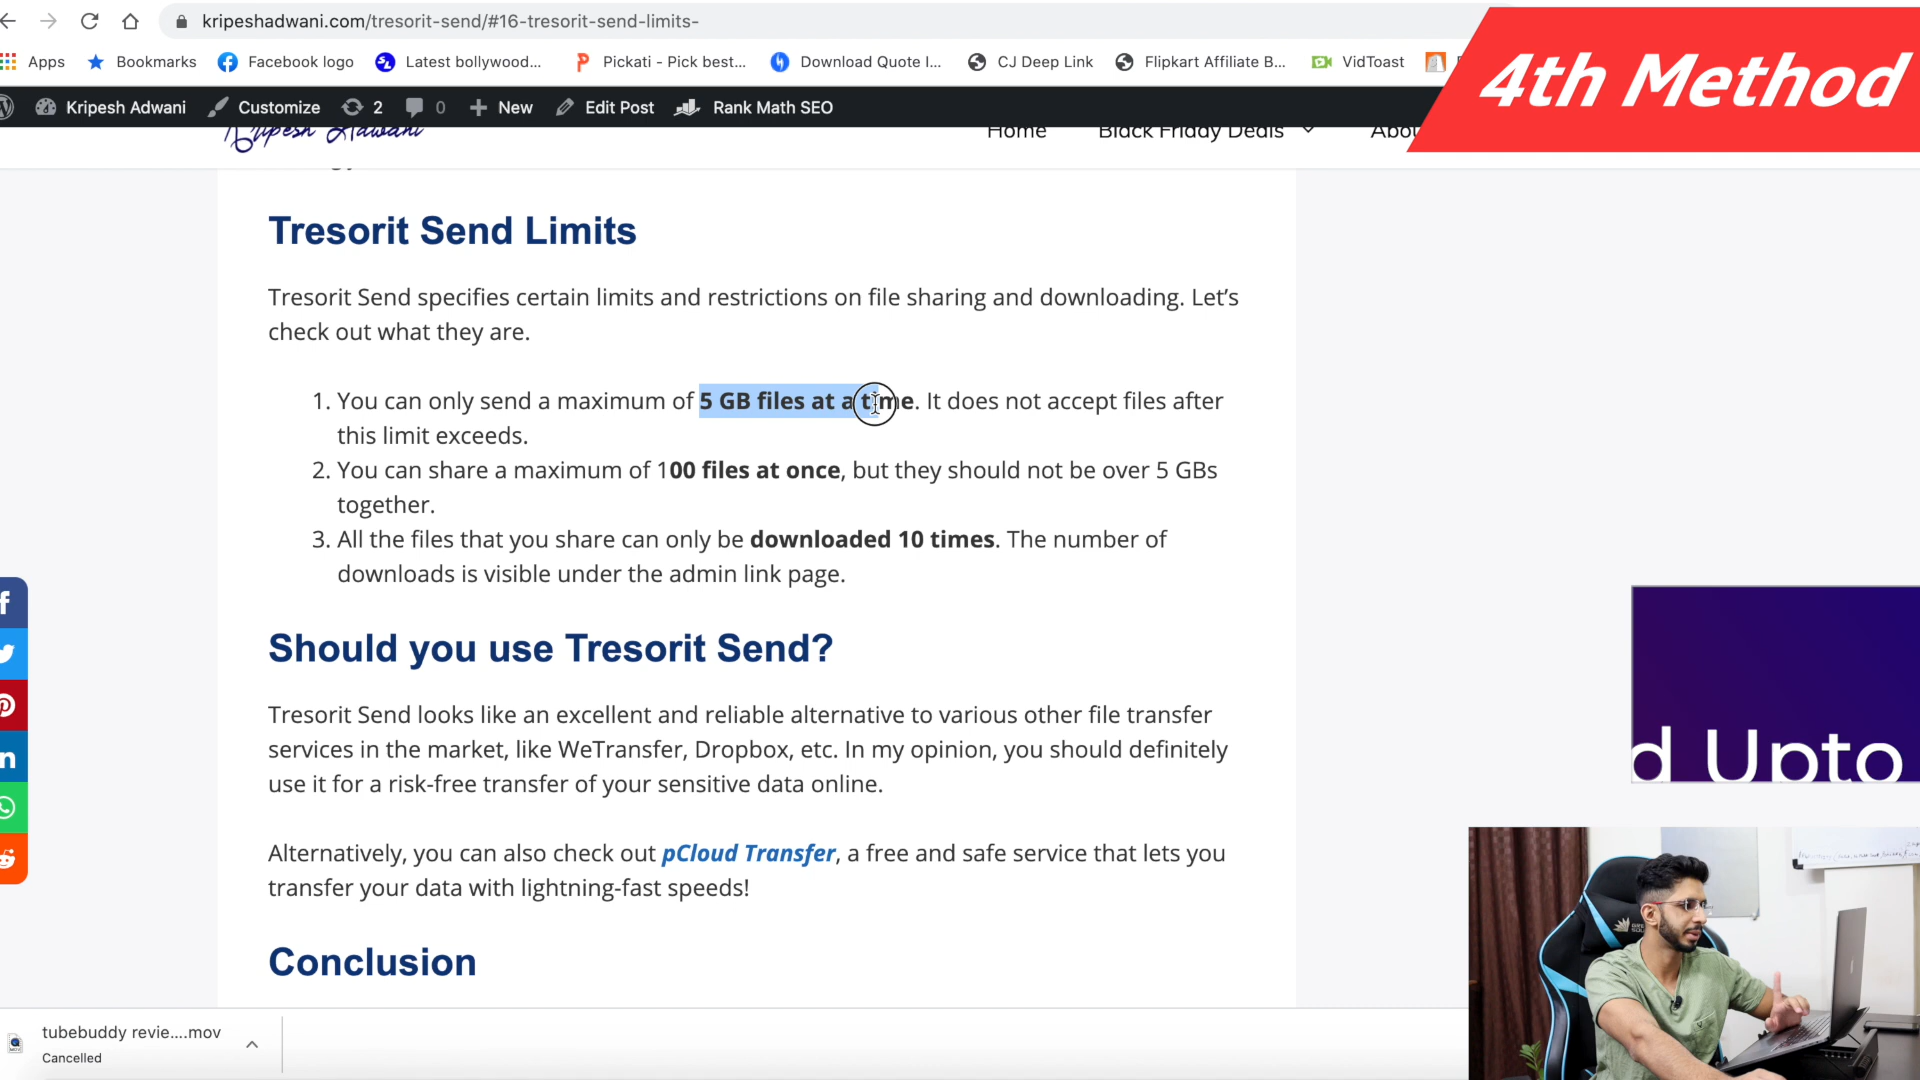 kripeshadwani.com/tresorit-send/#16-tresorit-send-limits-
Apps Bookmarks Facebook logo Latest bollywood... Pickati - Pick best... Download Quote I... CJ Deep Link Flipkart Affiliate B... VidToast
4th Method
Kripesh Adwani Customize 2 0 New Edit Post Rank Math SEO
Kripesh Adwani Home Black Friday Deals Abou
Tresorit Send Limits
Tresorit Send specifies certain limits and restrictions on file sharing and downloading. Let’s
check out what they are.
1. You can only send a maximum of 5 GB files at a time. It does not accept files after
this limit exceeds.
2. You can share a maximum of 100 files at once, but they should not be over 5 GBs
together.
3. All the files that you share can only be downloaded 10 times. The number of
downloads is visible under the admin link page.
Should you use Tresorit Send?
Tresorit Send looks like an excellent and reliable alternative to various other file transfer
services in the market, like WeTransfer, Dropbox, etc. In my opinion, you should definitely
use it for a risk-free transfer of your sensitive data online.
d Upto
Alternatively, you can also check out pCloud Transfer, a free and safe service that lets you
transfer your data with lightning-fast speeds!
Conclusion
tubebuddy revie....mov
Cancelled